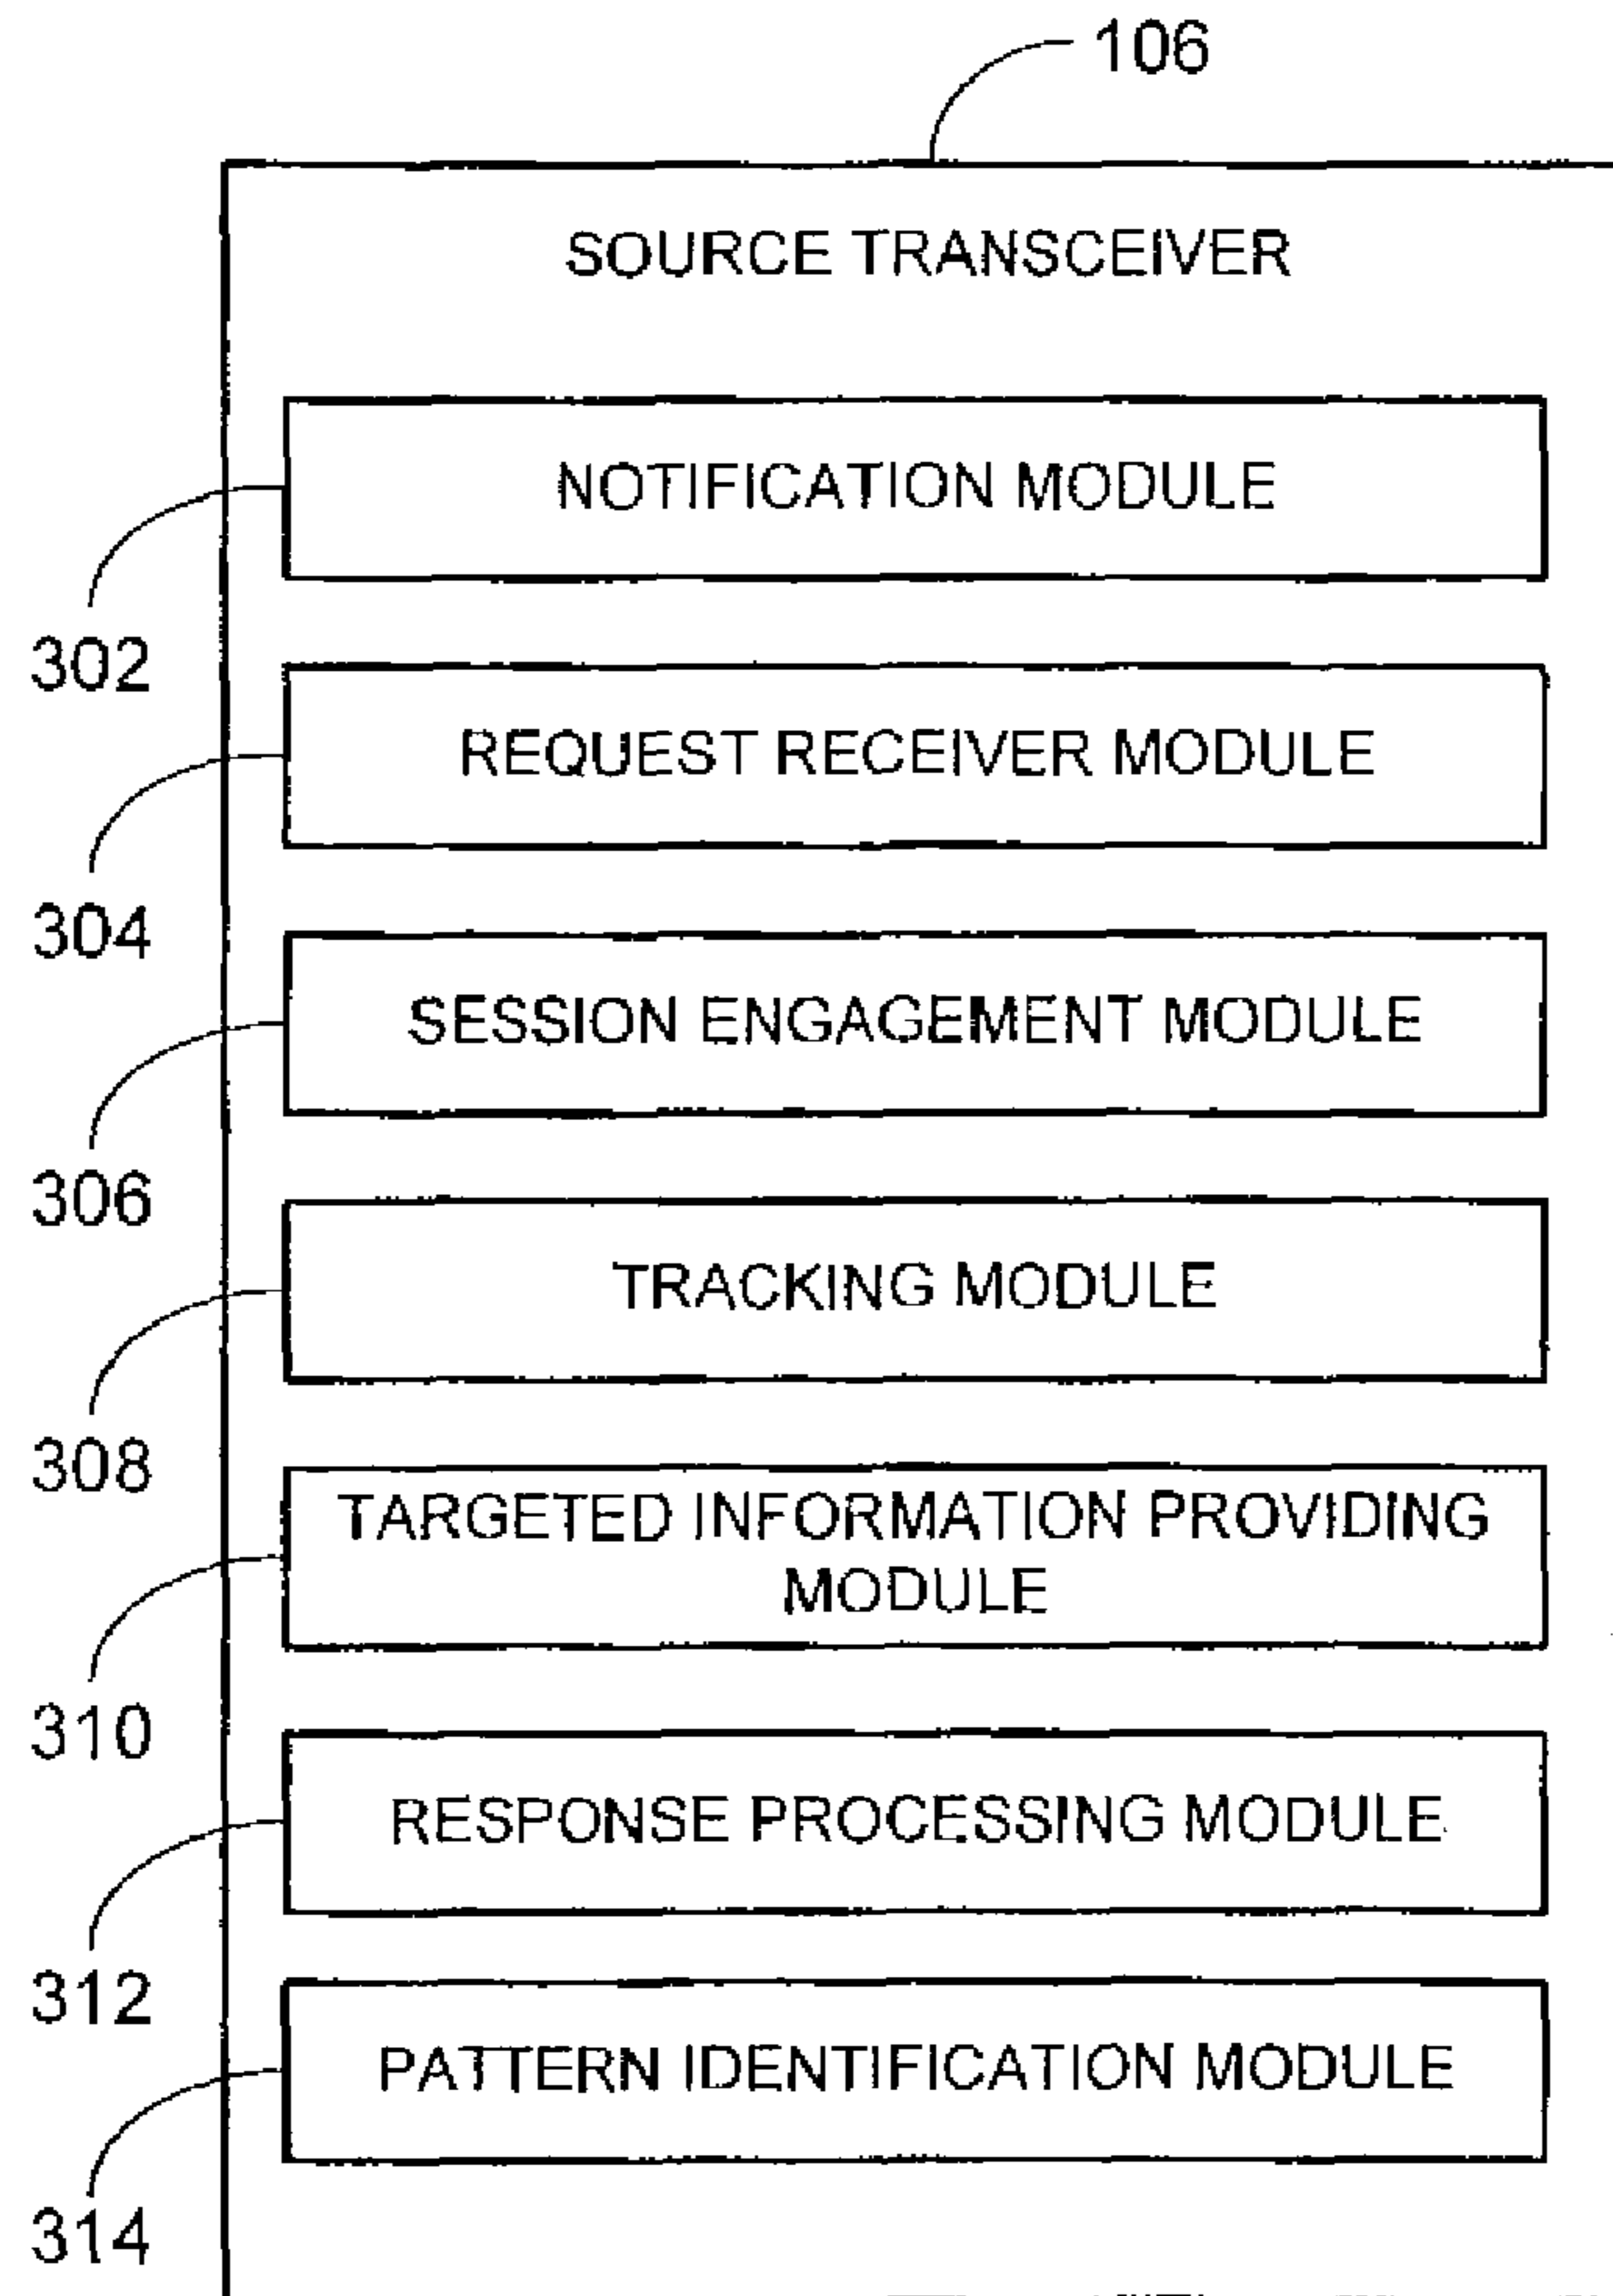 106
SOURCE TRANSCEIVER
NOTIFICATION MODULE
302
REQUEST RECEIVER MODULE
304
SESSION ENGAGEMENT MODULE
306
TRACKING MODULE
308
TARGETED INFORMATION PROVIDING
MODULE
310
RESPONSE PROCESSING MODULE
312
PATTERN IDENTIFICATION MODULE
314